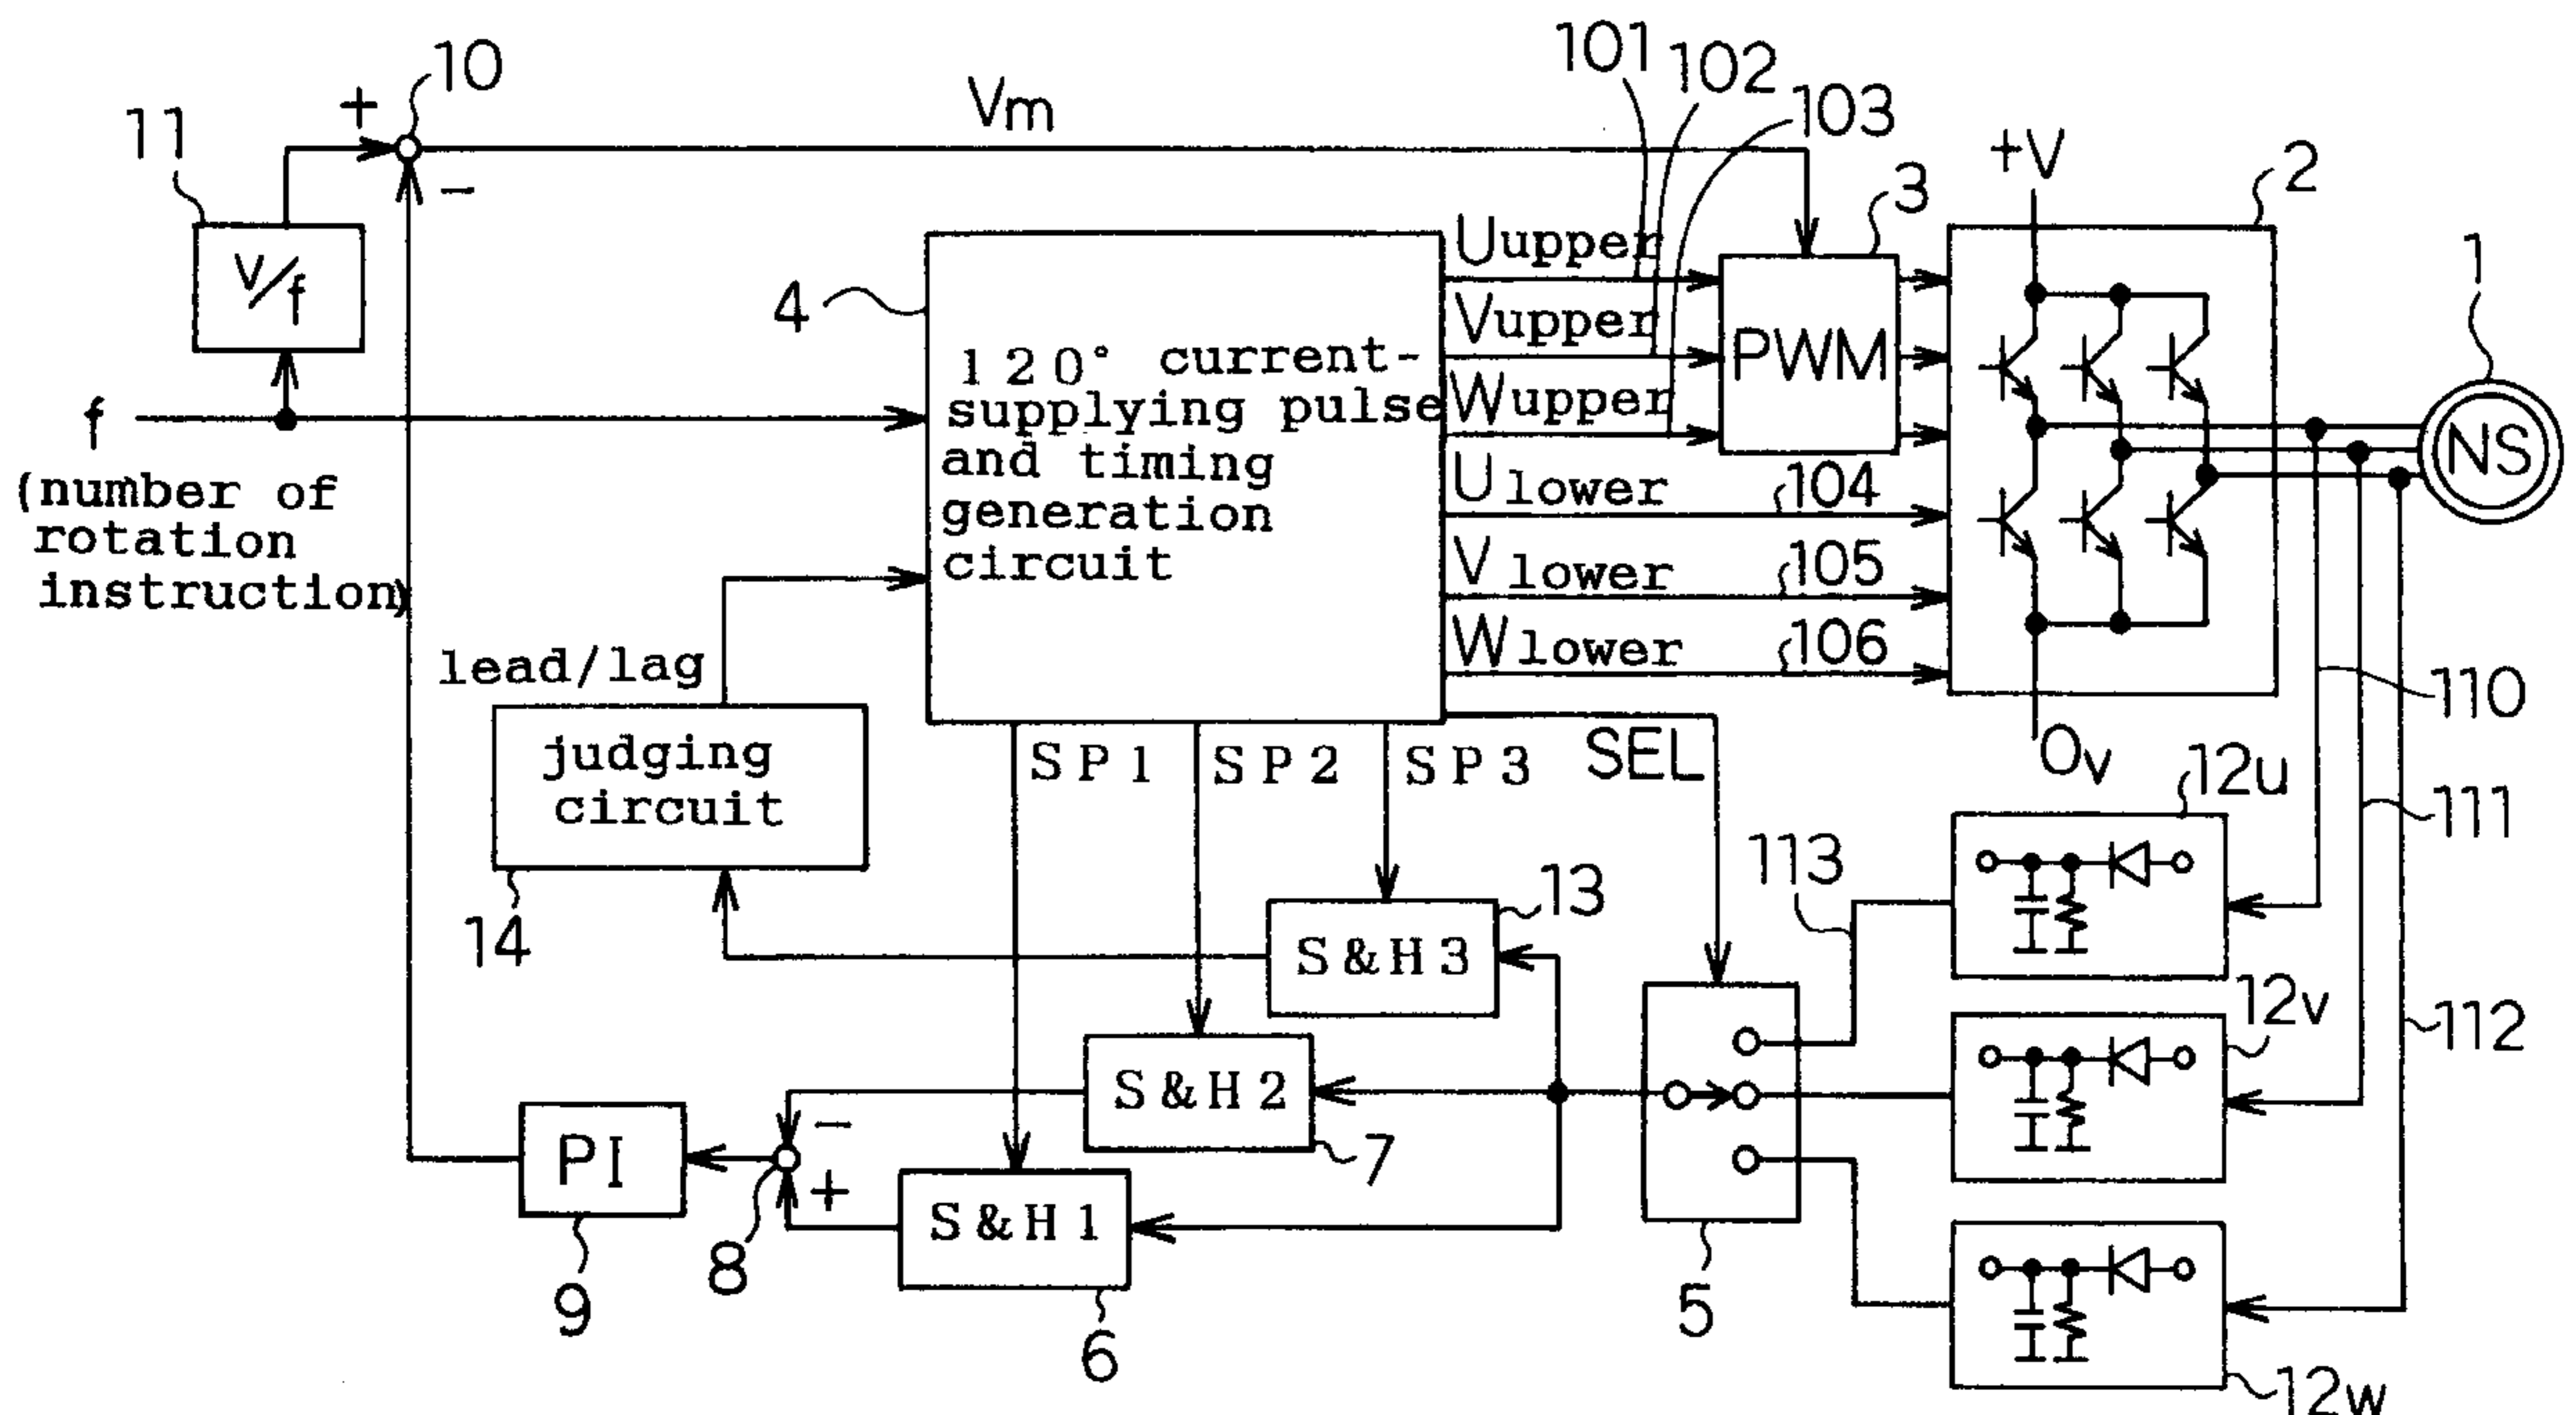 101
102
103
10
Vm
+
11
+V
2
−
3
1
V/f
Uupper
4
Vupper
120° current-
supplying pulse
and timing
generation
circuit
PWM
Wupper
f
(number of
rotation
instruction)
NS
U lower
104
V lower
105
W lower
106
lead/lag
110
judging
circuit
SP1
SP2
SP3
SEL
0v
12u
111
113
13
14
S&H3
12v
112
S&H2
−
7
PI
+
8
S&H1
9
6
5
12w